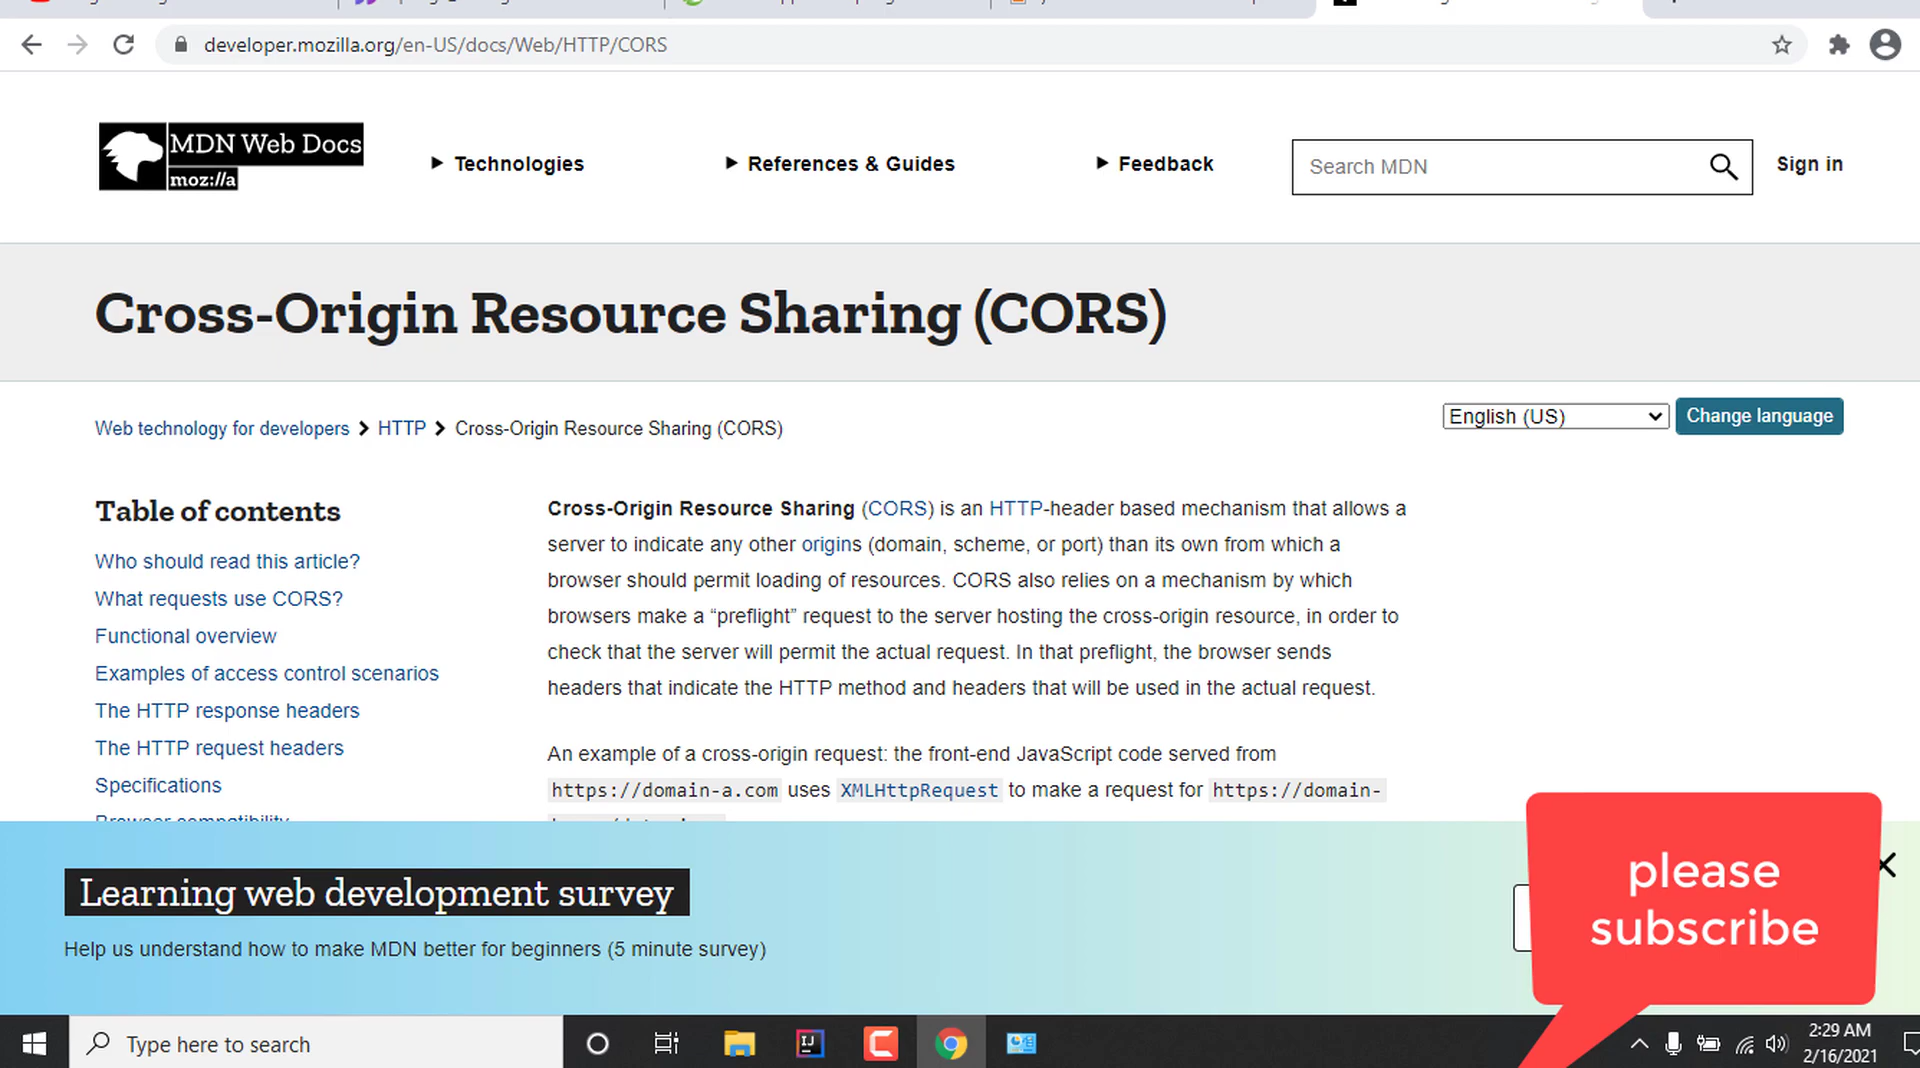 developer.mozilla.org/en-US/docs/Web/HTTP/CORS
MDN Web Docs
moz://a
Technologies
References & Guides
Feedback
Search MDN
Sign in
Cross-Origin Resource Sharing (CORS)
Web technology for developers
HTTP
Cross-Origin Resource Sharing (CORS)
English (US)
Change language
Table of contents
Who should read this article?
What requests use CORS?
Functional overview
Examples of access control scenarios
The HTTP response headers
The HTTP request headers
Specifications
Browser compatibility
Cross-Origin Resource Sharing (CORS) is an HTTP-header based mechanism that allows a
server to indicate any other origins (domain, scheme, or port) than its own from which a
browser should permit loading of resources. CORS also relies on a mechanism by which
browsers make a “preflight” request to the server hosting the cross-origin resource, in order to
check that the server will permit the actual request. In that preflight, the browser sends
headers that indicate the HTTP method and headers that will be used in the actual request.
An example of a cross-origin request: the front-end JavaScript code served from
https://domain-a.com uses XMLHttpRequest to make a request for https://domain-
Learning web development survey
Help us understand how to make MDN better for beginners (5 minute survey)
please
subscribe
Type here to search
IJ
2:29 AM
2/16/2021